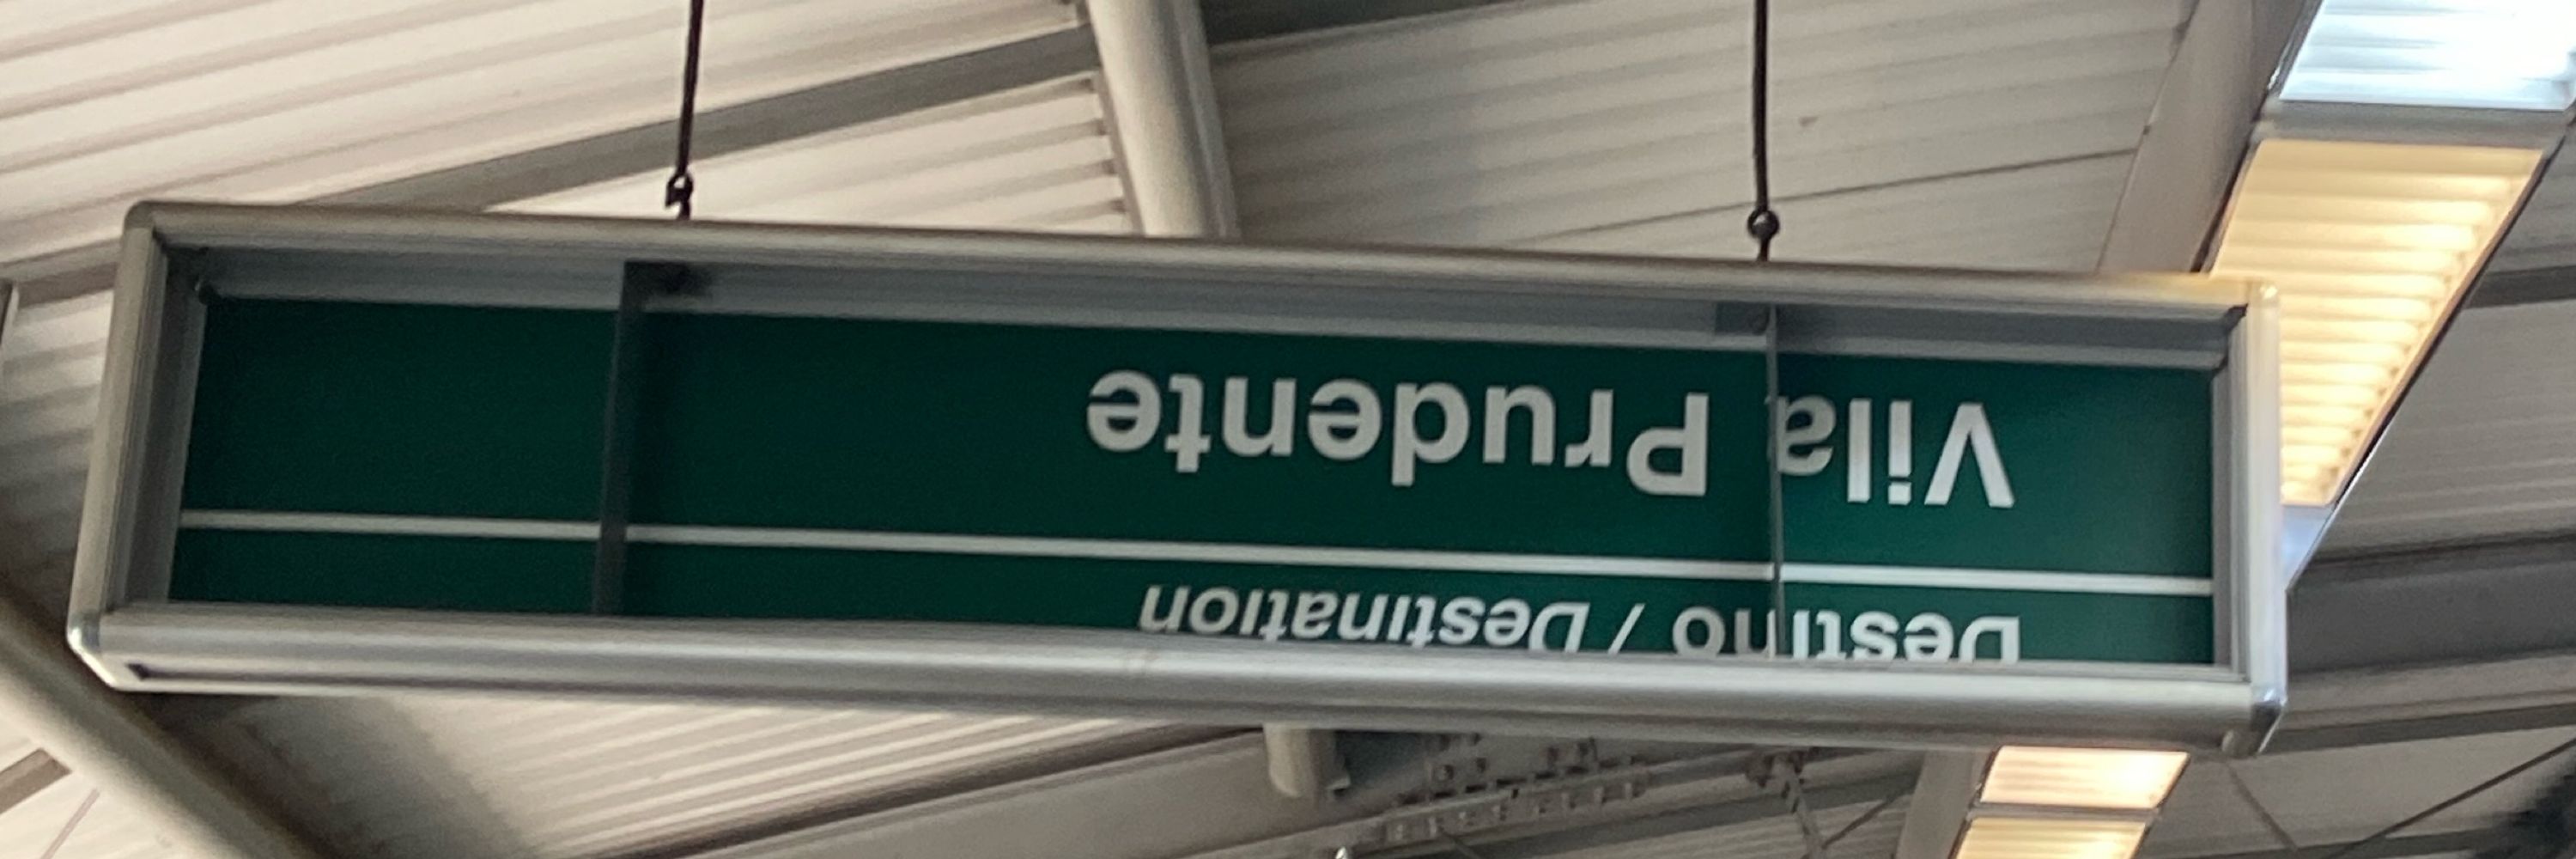 Destino / Destination
Vila Prudente